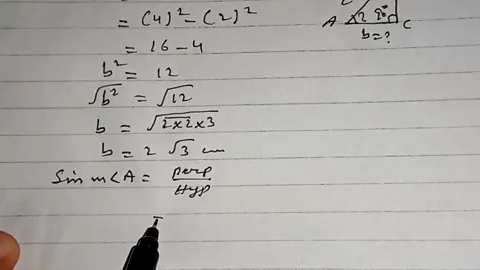 = (4)² - (2)²
= 16 - 4
b² = 12
√b² = √12
b = √2×2×3
b = 2 √3 cm
Sin m<A = perp/Hyp
A 90° C
b = ?